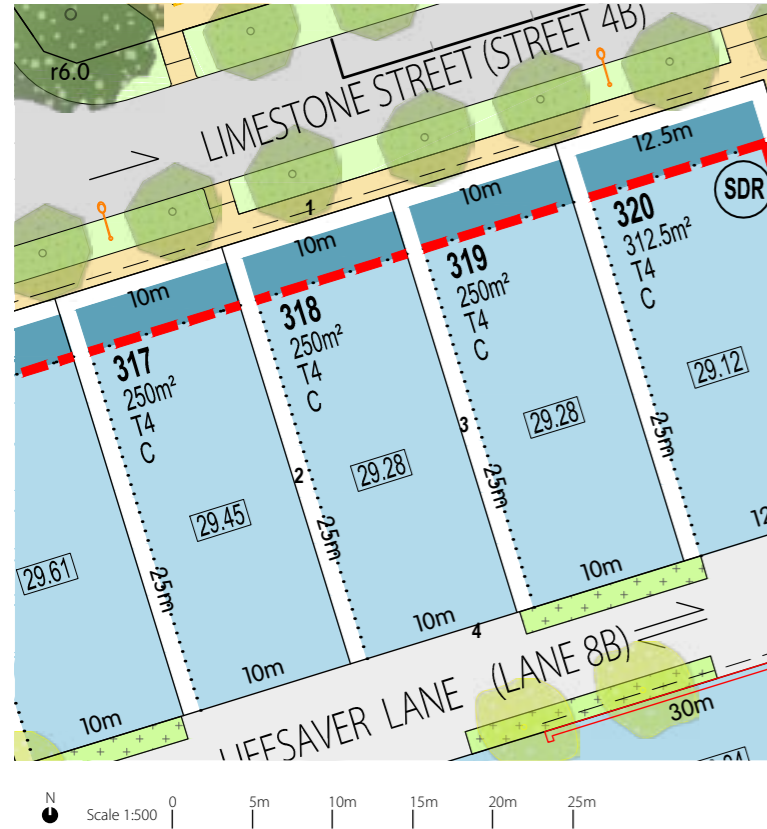 r6.0
LIMESTONE STREET (STREET 4B)
12.5m
SDR
1
10m
10m
10m
320
312.5m²
T4
C
319
250m²
T4
C
318
250m²
T4
C
317
250m²
T4
C
29.12
29.28
29.28
29.45
29.61
3
2
25m
25m
25m
25m
12
10m
10m
10m
10m
4
LIFESAVER LANE (LANE 8B)
30m
N
Scale 1:500
0
5m
10m
15m
20m
25m